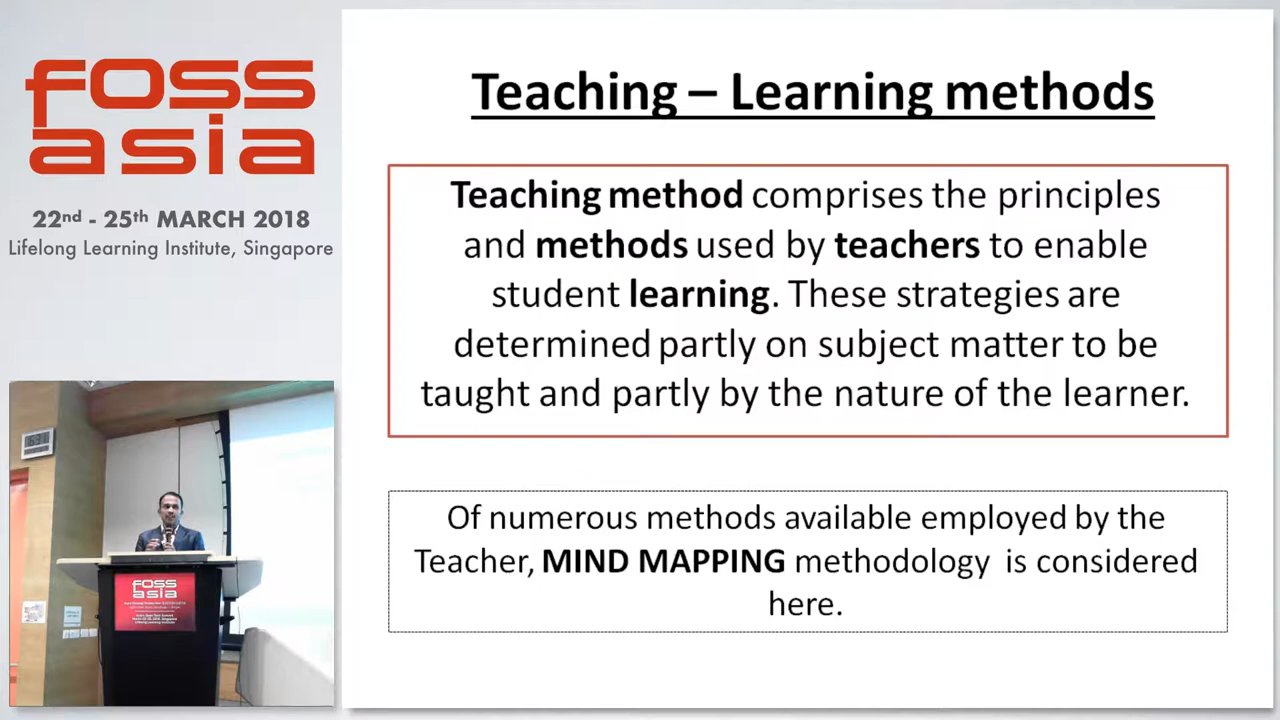 foss
asia
22nd - 25th MARCH 2018
Lifelong Learning Institute, Singapore
Teaching – Learning methods
Teaching method comprises the principles
and methods used by teachers to enable
student learning. These strategies are
determined partly on subject matter to be
taught and partly by the nature of the learner.
Of numerous methods available employed by the
Teacher, MIND MAPPING methodology is considered
here.
foss
asia